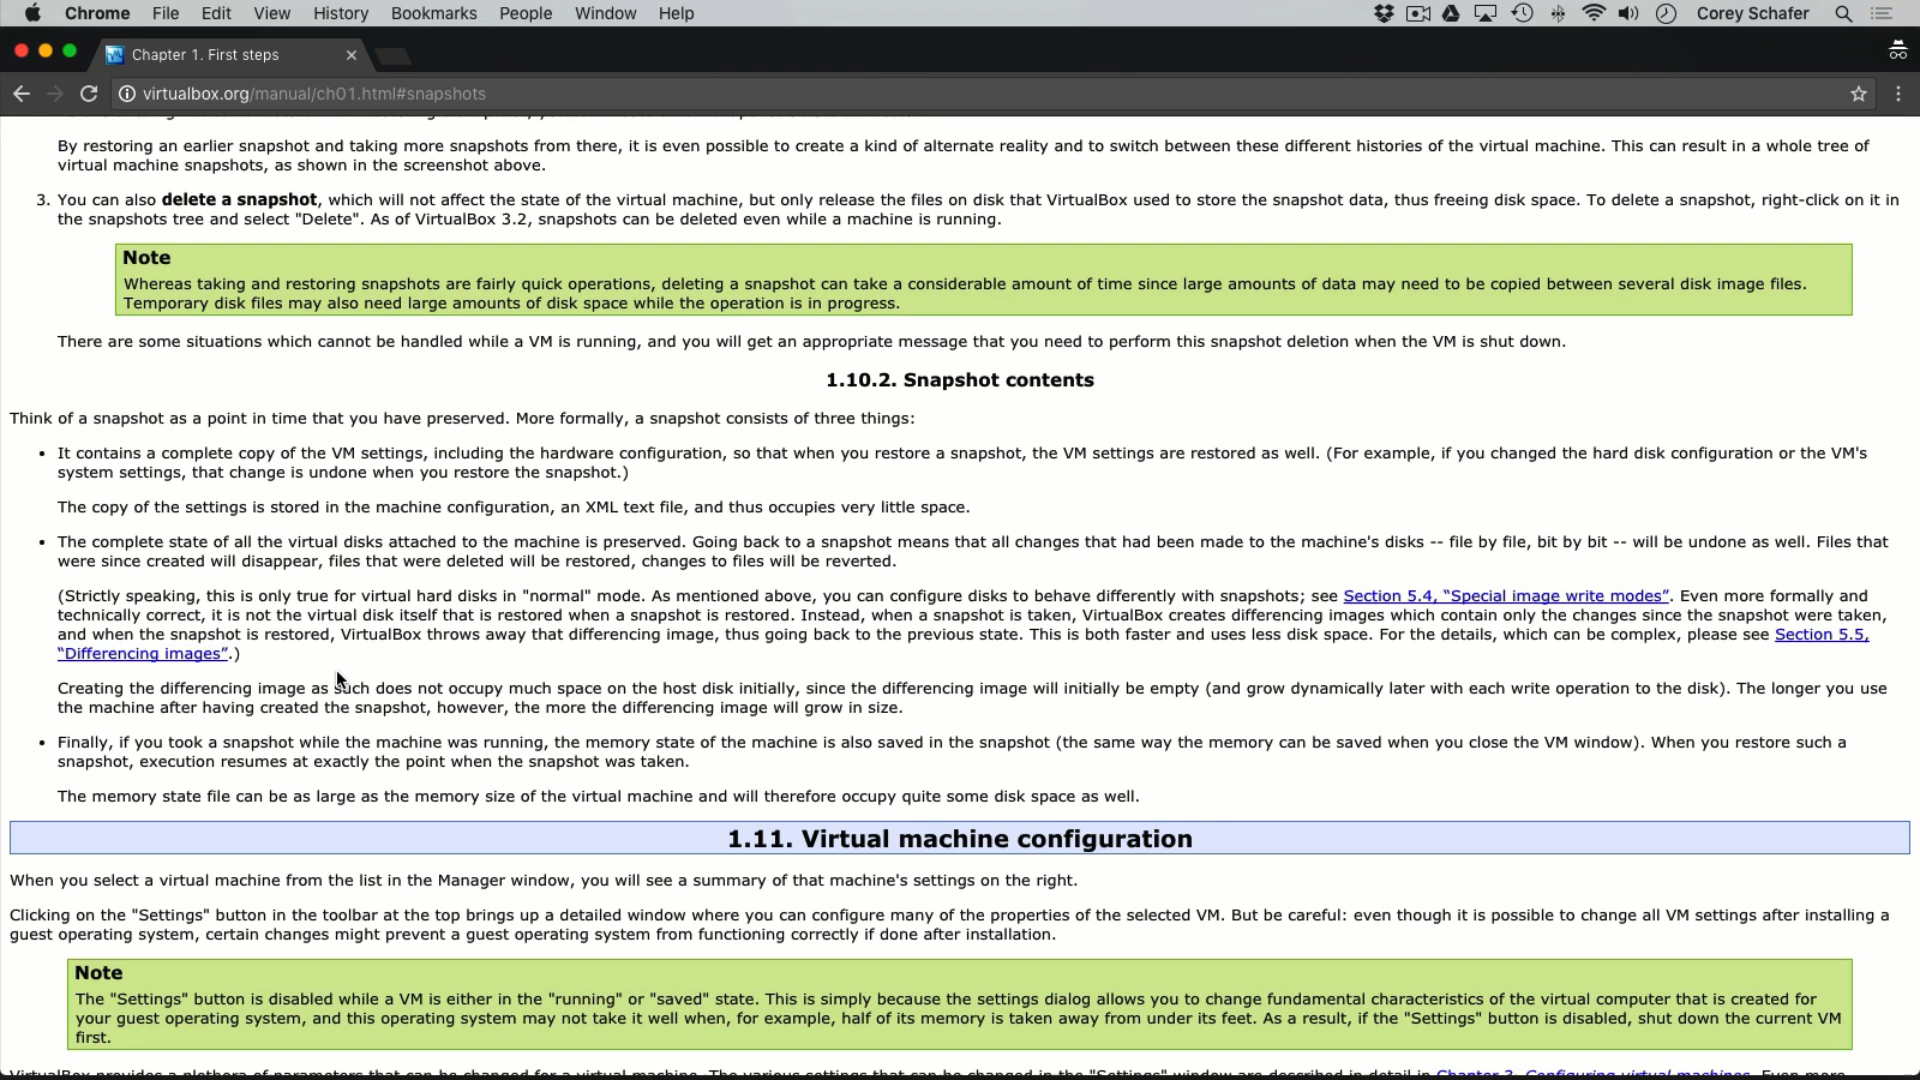 Chrome File Edit View History Bookmarks People Window Help Corey Schafer
Chapter 1. First steps
virtualbox.org/manual/ch01.html#snapshots
By restoring an earlier snapshot and taking more snapshots from there, it is even possible to create a kind of alternate reality and to switch between these different histories of the virtual machine. This can result in a whole tree of
virtual machine snapshots, as shown in the screenshot above.
3. You can also delete a snapshot, which will not affect the state of the virtual machine, but only release the files on disk that VirtualBox used to store the snapshot data, thus freeing disk space. To delete a snapshot, right-click on it in
the snapshots tree and select "Delete". As of VirtualBox 3.2, snapshots can be deleted even while a machine is running.
Note
Whereas taking and restoring snapshots are fairly quick operations, deleting a snapshot can take a considerable amount of time since large amounts of data may need to be copied between several disk image files.
Temporary disk files may also need large amounts of disk space while the operation is in progress.
There are some situations which cannot be handled while a VM is running, and you will get an appropriate message that you need to perform this snapshot deletion when the VM is shut down.
1.10.2. Snapshot contents
Think of a snapshot as a point in time that you have preserved. More formally, a snapshot consists of three things:
• It contains a complete copy of the VM settings, including the hardware configuration, so that when you restore a snapshot, the VM settings are restored as well. (For example, if you changed the hard disk configuration or the VM's
system settings, that change is undone when you restore the snapshot.)
The copy of the settings is stored in the machine configuration, an XML text file, and thus occupies very little space.
• The complete state of all the virtual disks attached to the machine is preserved. Going back to a snapshot means that all changes that had been made to the machine's disks -- file by file, bit by bit -- will be undone as well. Files that
were since created will disappear, files that were deleted will be restored, changes to files will be reverted.
(Strictly speaking, this is only true for virtual hard disks in "normal" mode. As mentioned above, you can configure disks to behave differently with snapshots; see Section 5.4, “Special image write modes”. Even more formally and
technically correct, it is not the virtual disk itself that is restored when a snapshot is restored. Instead, when a snapshot is taken, VirtualBox creates differencing images which contain only the changes since the snapshot were taken,
and when the snapshot is restored, VirtualBox throws away that differencing image, thus going back to the previous state. This is both faster and uses less disk space. For the details, which can be complex, please see Section 5.5,
“Differencing images”.)
Creating the differencing image as such does not occupy much space on the host disk initially, since the differencing image will initially be empty (and grow dynamically later with each write operation to the disk). The longer you use
the machine after having created the snapshot, however, the more the differencing image will grow in size.
• Finally, if you took a snapshot while the machine was running, the memory state of the machine is also saved in the snapshot (the same way the memory can be saved when you close the VM window). When you restore such a
snapshot, execution resumes at exactly the point when the snapshot was taken.
The memory state file can be as large as the memory size of the virtual machine and will therefore occupy quite some disk space as well.
1.11. Virtual machine configuration
When you select a virtual machine from the list in the Manager window, you will see a summary of that machine's settings on the right.
Clicking on the "Settings" button in the toolbar at the top brings up a detailed window where you can configure many of the properties of the selected VM. But be careful: even though it is possible to change all VM settings after installing a
guest operating system, certain changes might prevent a guest operating system from functioning correctly if done after installation.
Note
The "Settings" button is disabled while a VM is either in the "running" or "saved" state. This is simply because the settings dialog allows you to change fundamental characteristics of the virtual computer that is created for
your guest operating system, and this operating system may not take it well when, for example, half of its memory is taken away from under its feet. As a result, if the "Settings" button is disabled, shut down the current VM
first.
VirtualBox provides a plethora of parameters that can be changed for a virtual machine. The various settings that can be changed in the "Settings" window are described in detail in Chapter 3, Configuring virtual machines. Even more